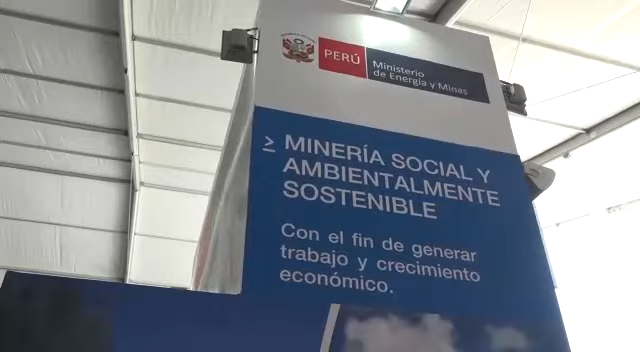 PERÚ
Ministerio
de Energía y Minas
> MINERÍA SOCIAL Y
AMBIENTALMENTE
SOSTENIBLE
Con el fin de generar
trabajo y crecimiento
económico.